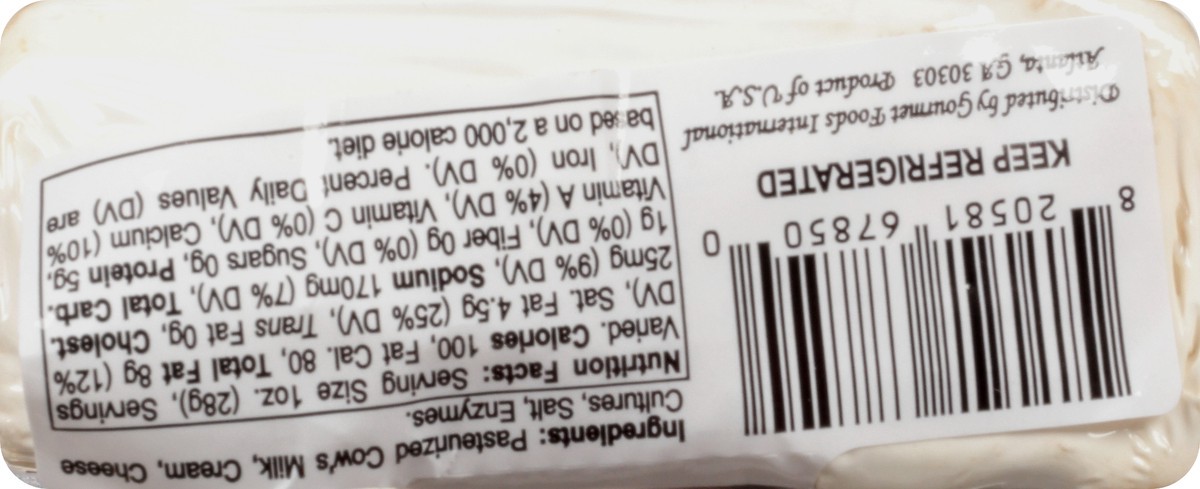 Ingredients: Pasteurized Cow's Milk, Cream, Cheese
Cultures, Salt, Enzymes.
Nutrition Facts: Serving Size 1oz. (28g), Servings
Varied. Calories 100, Fat Cal. 80, Total Fat 8g (12%
DV), Sat. Fat 4.5g (25% DV), Trans Fat 0g, Cholest.
25mg (9% DV), Sodium 170mg (7% DV), Total Carb.
1g (0% DV), Fiber 0g (0% DV), Sugars 0g, Protein 5g,
Vitamin A (4% DV), Vitamin C (0% DV), Calcium (10%
DV), Iron (0% DV). Percent Daily Values (DV) are
based on a 2,000 calorie diet.
8 20581 67850 0
KEEP REFRIGERATED
Distributed by Gourmet Foods International
Atlanta, GA 30303 Product of U.S.A.